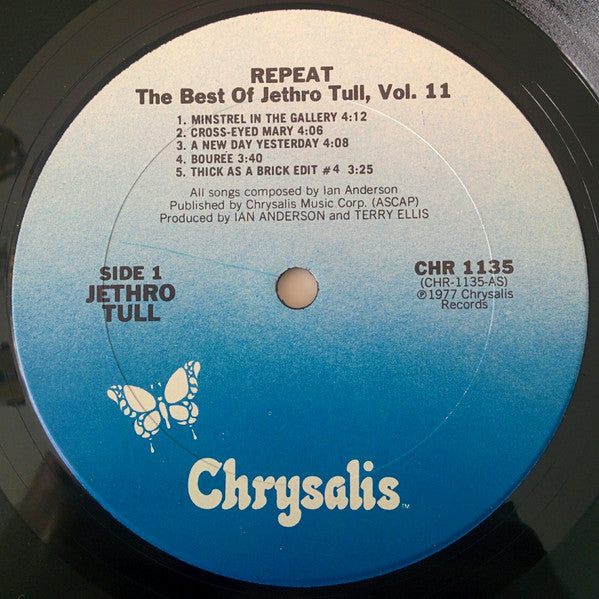 REPEAT
The Best Of Jethro Tull, Vol. 11
1. MINSTREL IN THE GALLERY 4:12
2. CROSS-EYED MARY 4:06
3. A NEW DAY YESTERDAY 4:08
4. BOURÉE 3:40
5. THICK AS A BRICK EDIT #4 3:25
All songs composed by Ian Anderson
Published by Chrysalis Music Corp. (ASCAP)
Produced by IAN ANDERSON and TERRY ELLIS
SIDE 1
JETHRO
TULL
CHR 1135
(CHR-1135-AS)
℗1977 Chrysalis
Records
Chrysalis™